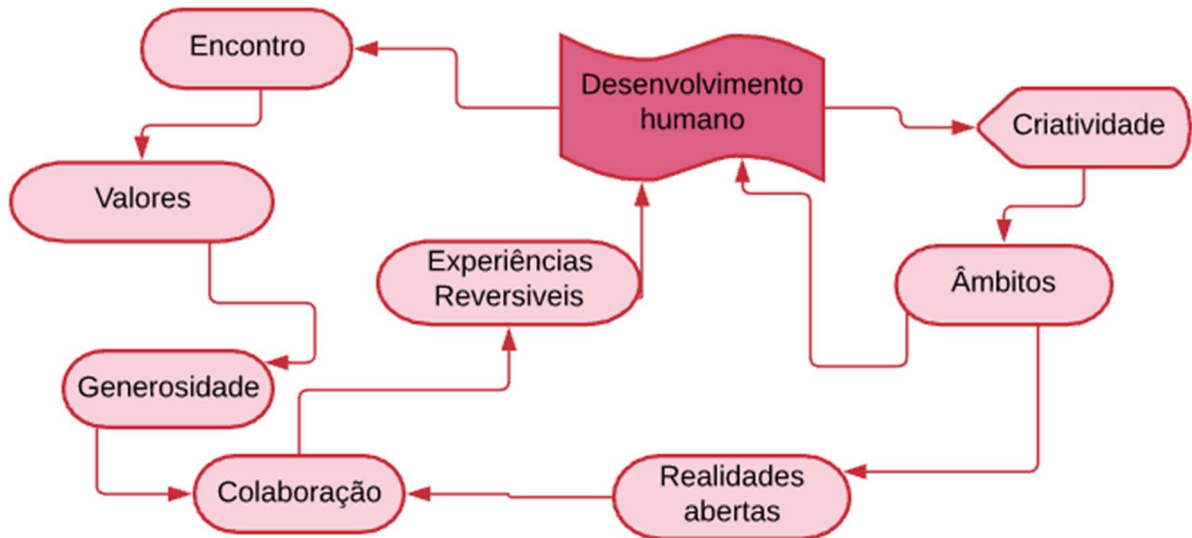 Encontro
Desenvolvimento
humano
Criatividade
Valores
Experiências
Reversiveis
Âmbitos
Generosidade
Colaboração
Realidades
abertas